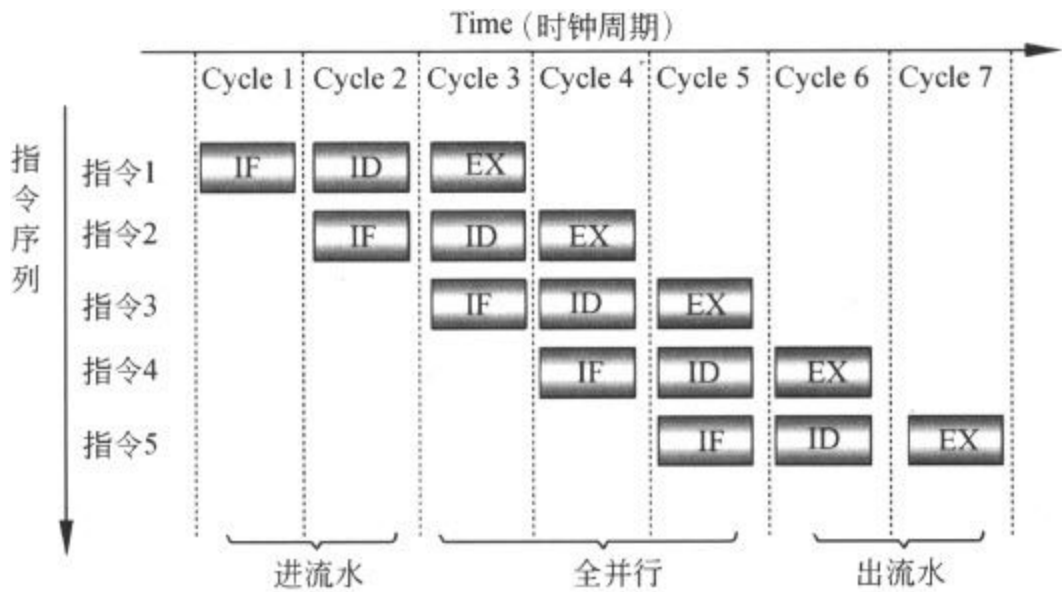 Time (时钟周期)
Cycle 1 Cycle 2 Cycle 3 Cycle 4 Cycle 5 Cycle 6 Cycle 7
指令序列
指令1 IF ID EX
指令2 IF ID EX
指令3 IF ID EX
指令4 IF ID EX
指令5 IF ID EX
进流水 全并行 出流水